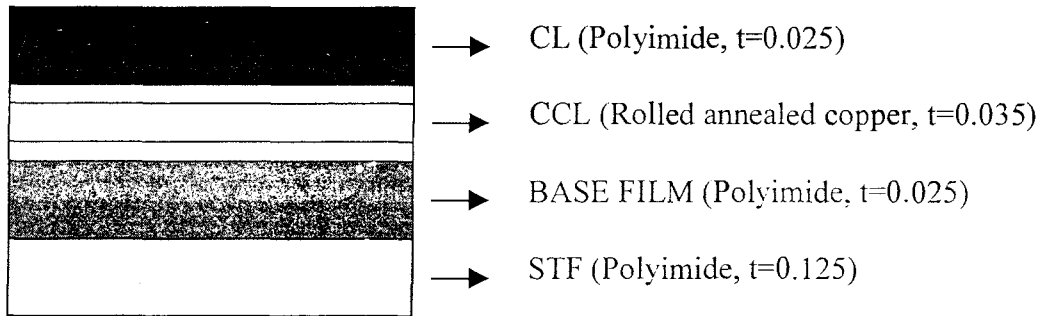 CL (Polyimide, t=0.025)
CCL (Rolled annealed copper, t=0.035)
BASE FILM (Polyimide, t=0.025)
STF (Polyimide, t=0.125)